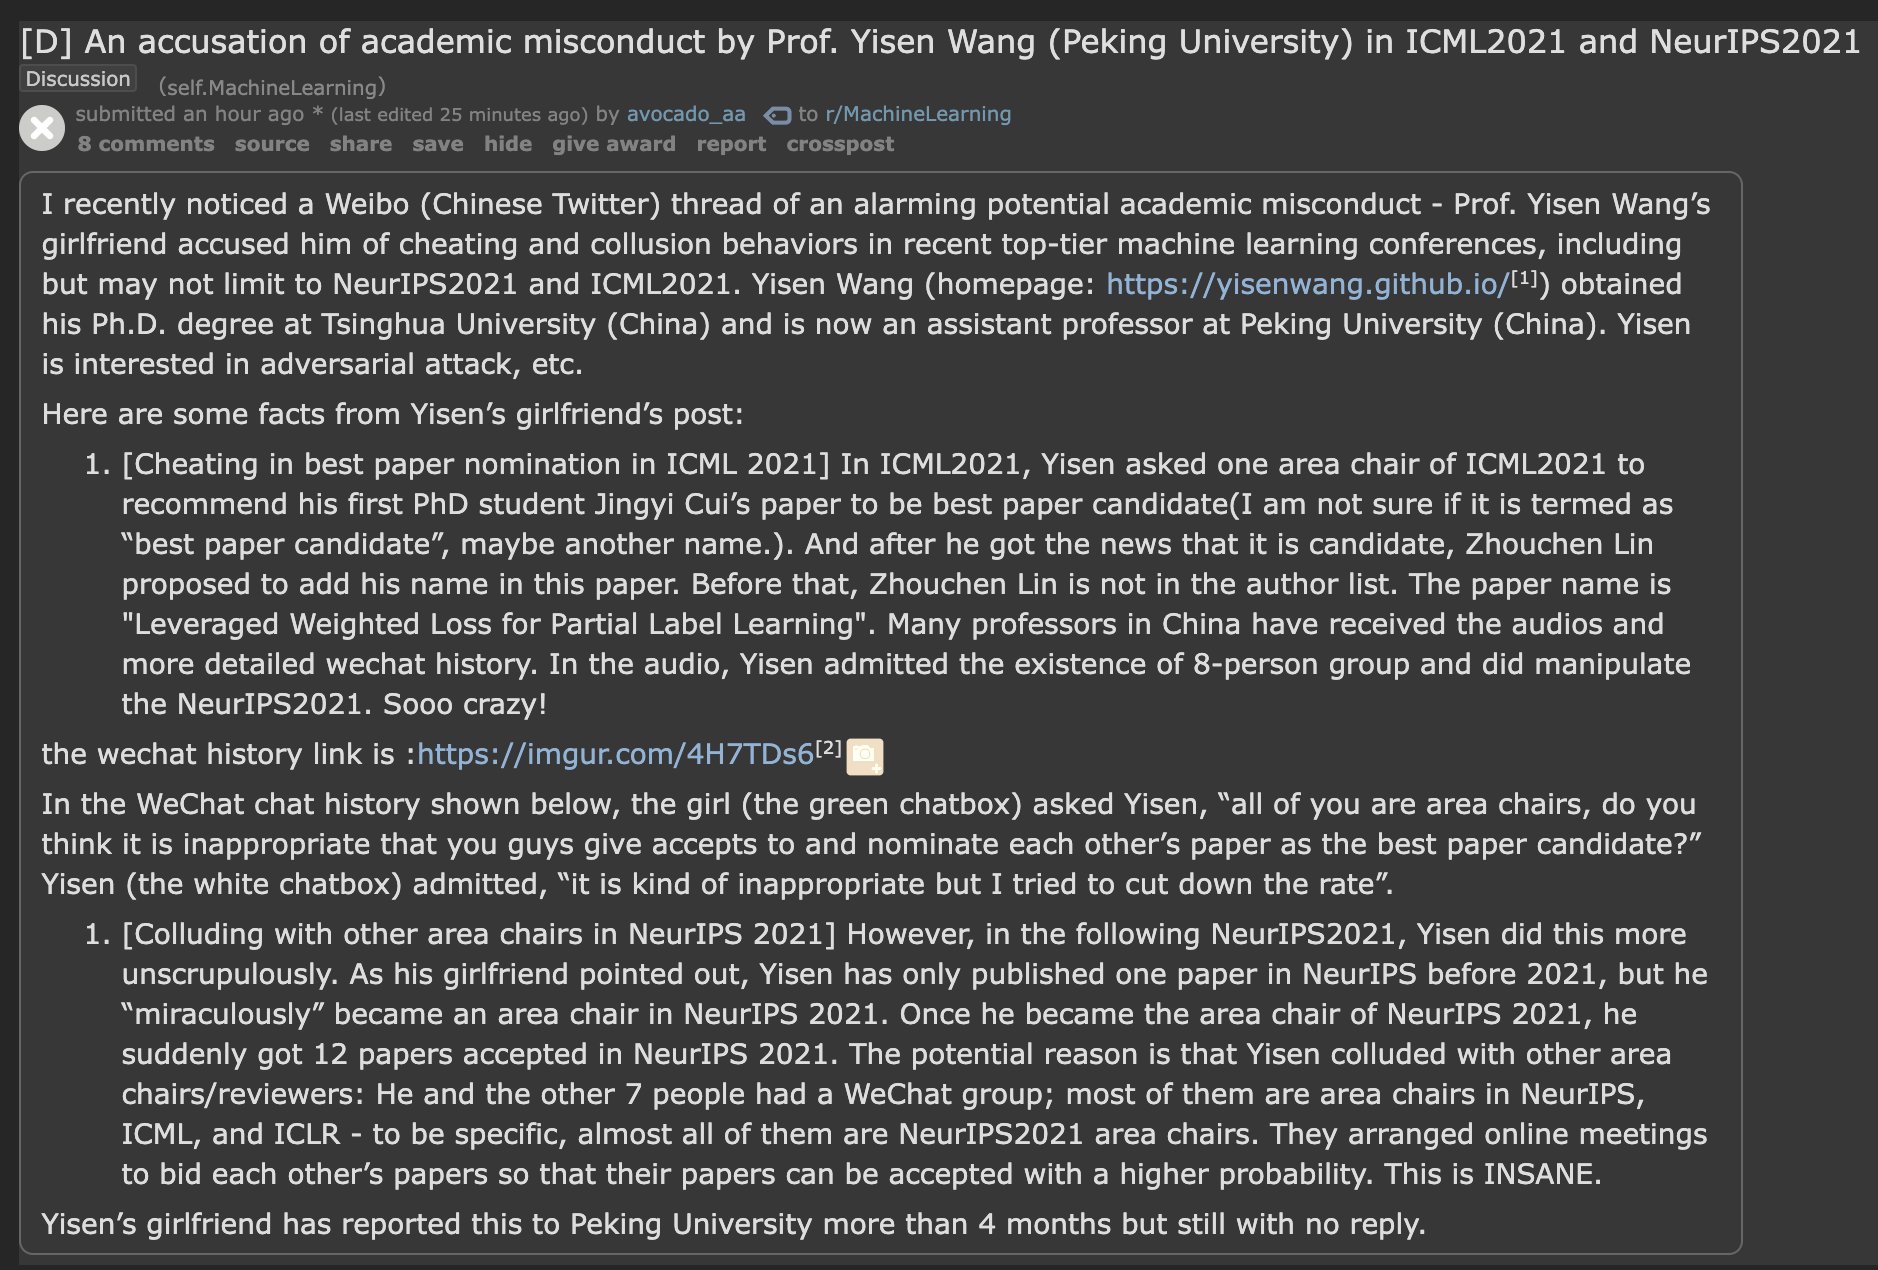 [D] An accusation of academic misconduct by Prof. Yisen Wang (Peking University) in ICML2021 and NeurIPS2021
Discussion (self.MachineLearning)
submitted an hour ago * (last edited 25 minutes ago) by avocado_aa to r/MachineLearning
8 comments source share save hide give award report crosspost
I recently noticed a Weibo (Chinese Twitter) thread of an alarming potential academic misconduct - Prof. Yisen Wang’s
girlfriend accused him of cheating and collusion behaviors in recent top-tier machine learning conferences, including
but may not limit to NeurIPS2021 and ICML2021. Yisen Wang (homepage: https://yisenwang.github.io/[1]) obtained
his Ph.D. degree at Tsinghua University (China) and is now an assistant professor at Peking University (China). Yisen
is interested in adversarial attack, etc.
Here are some facts from Yisen’s girlfriend’s post:
1. [Cheating in best paper nomination in ICML 2021] In ICML2021, Yisen asked one area chair of ICML2021 to
recommend his first PhD student Jingyi Cui’s paper to be best paper candidate(I am not sure if it is termed as
“best paper candidate”, maybe another name.). And after he got the news that it is candidate, Zhouchen Lin
proposed to add his name in this paper. Before that, Zhouchen Lin is not in the author list. The paper name is
"Leveraged Weighted Loss for Partial Label Learning". Many professors in China have received the audios and
more detailed wechat history. In the audio, Yisen admitted the existence of 8-person group and did manipulate
the NeurIPS2021. Sooo crazy!
the wechat history link is :https://imgur.com/4H7TDs6[2]
In the WeChat chat history shown below, the girl (the green chatbox) asked Yisen, “all of you are area chairs, do you
think it is inappropriate that you guys give accepts to and nominate each other’s paper as the best paper candidate?”
Yisen (the white chatbox) admitted, “it is kind of inappropriate but I tried to cut down the rate”.
1. [Colluding with other area chairs in NeurIPS 2021] However, in the following NeurIPS2021, Yisen did this more
unscrupulously. As his girlfriend pointed out, Yisen has only published one paper in NeurIPS before 2021, but he
“miraculously” became an area chair in NeurIPS 2021. Once he became the area chair of NeurIPS 2021, he
suddenly got 12 papers accepted in NeurIPS 2021. The potential reason is that Yisen colluded with other area
chairs/reviewers: He and the other 7 people had a WeChat group; most of them are area chairs in NeurIPS,
ICML, and ICLR - to be specific, almost all of them are NeurIPS2021 area chairs. They arranged online meetings
to bid each other’s papers so that their papers can be accepted with a higher probability. This is INSANE.
Yisen’s girlfriend has reported this to Peking University more than 4 months but still with no reply.